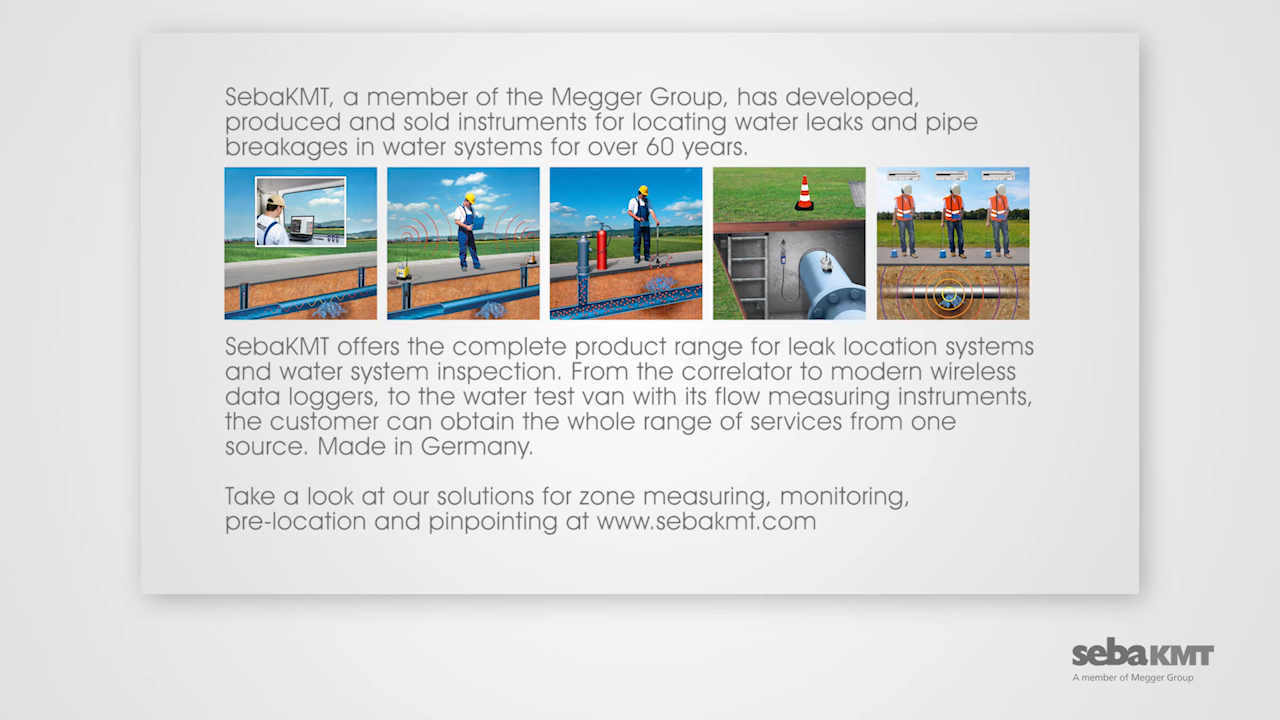 SebaKMT, a member of the Megger Group, has developed,
produced and sold instruments for locating water leaks and pipe
breakages in water systems for over 60 years.
SebaKMT offers the complete product range for leak location systems
and water system inspection. From the correlator to modern wireless
data loggers, to the water test van with its flow measuring instruments,
the customer can obtain the whole range of services from one
source. Made in Germany.
Take a look at our solutions for zone measuring, monitoring,
pre-location and pinpointing at www.sebakmt.com
sebaKMT
A member of Megger Group